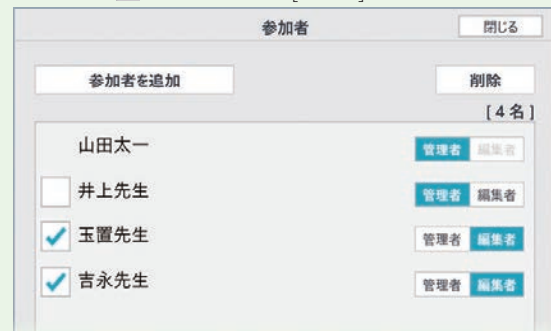 参加者 閉じる
参加者を追加 削除
[4名]
山田太一 管理者 編集者
井上先生 管理者 編集者
玉置先生 管理者 編集者
吉永先生 管理者 編集者